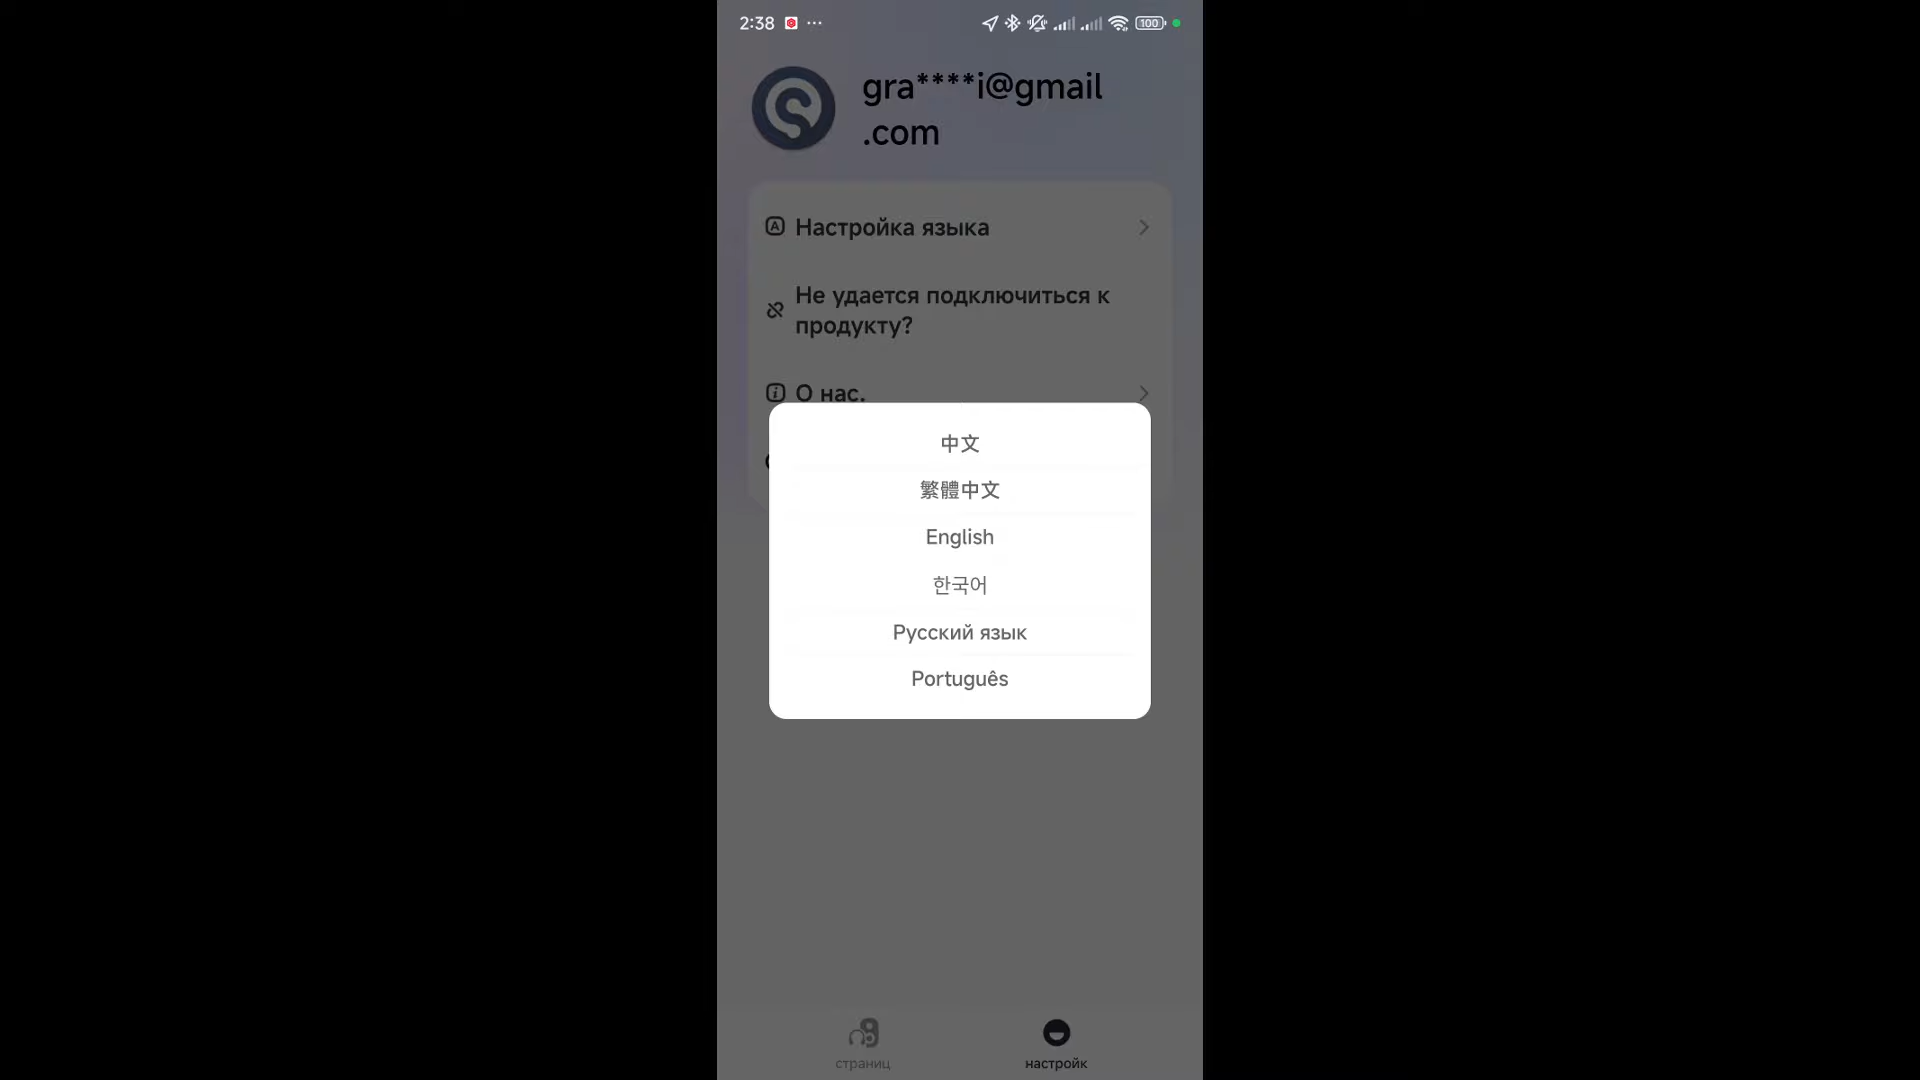 2:38
100
gra****i@gmail
.com
Настройка языка
Не удается подключиться к
продукту?
О нас.
中文
繁體中文
English
한국어
Русский язык
Português
страниц
настройк